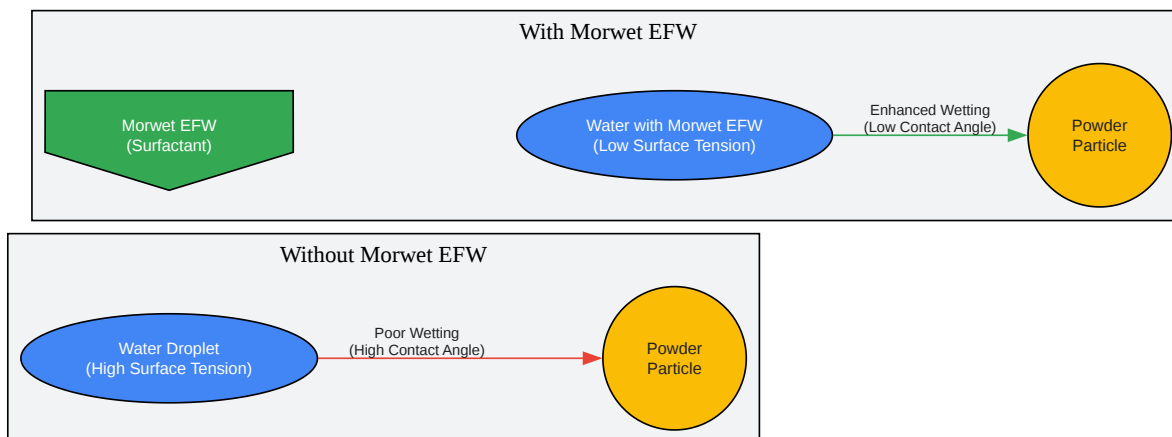 With Morwet EFW
Morwet EFW
(Surfactant)
Water with Morwet EFW
(Low Surface Tension)
Enhanced Wetting
(Low Contact Angle)
Powder
Particle
Without Morwet EFW
Water Droplet
(High Surface Tension)
Poor Wetting
(High Contact Angle)
Powder
Particle